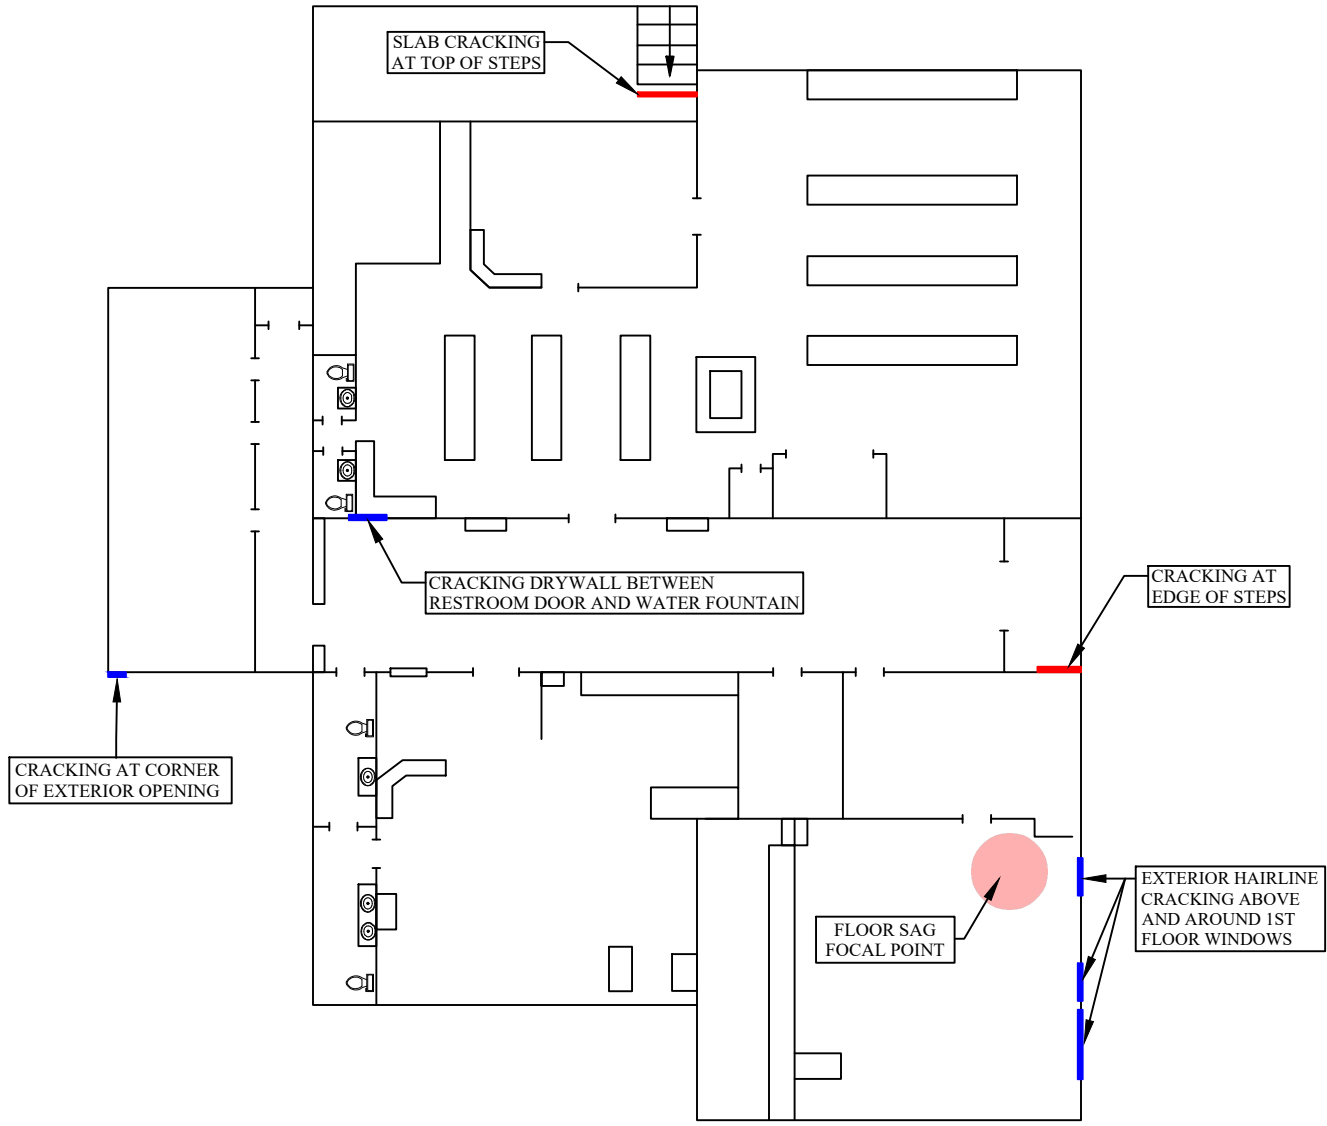 SLAB CRACKING
AT TOP OF STEPS
CRACKING DRYWALL BETWEEN
RESTROOM DOOR AND WATER FOUNTAIN
CRACKING AT
EDGE OF STEPS
CRACKING AT CORNER
OF EXTERIOR OPENING
FLOOR SAG
FOCAL POINT
EXTERIOR HAIRLINE
CRACKING ABOVE
AND AROUND 1ST
FLOOR WINDOWS